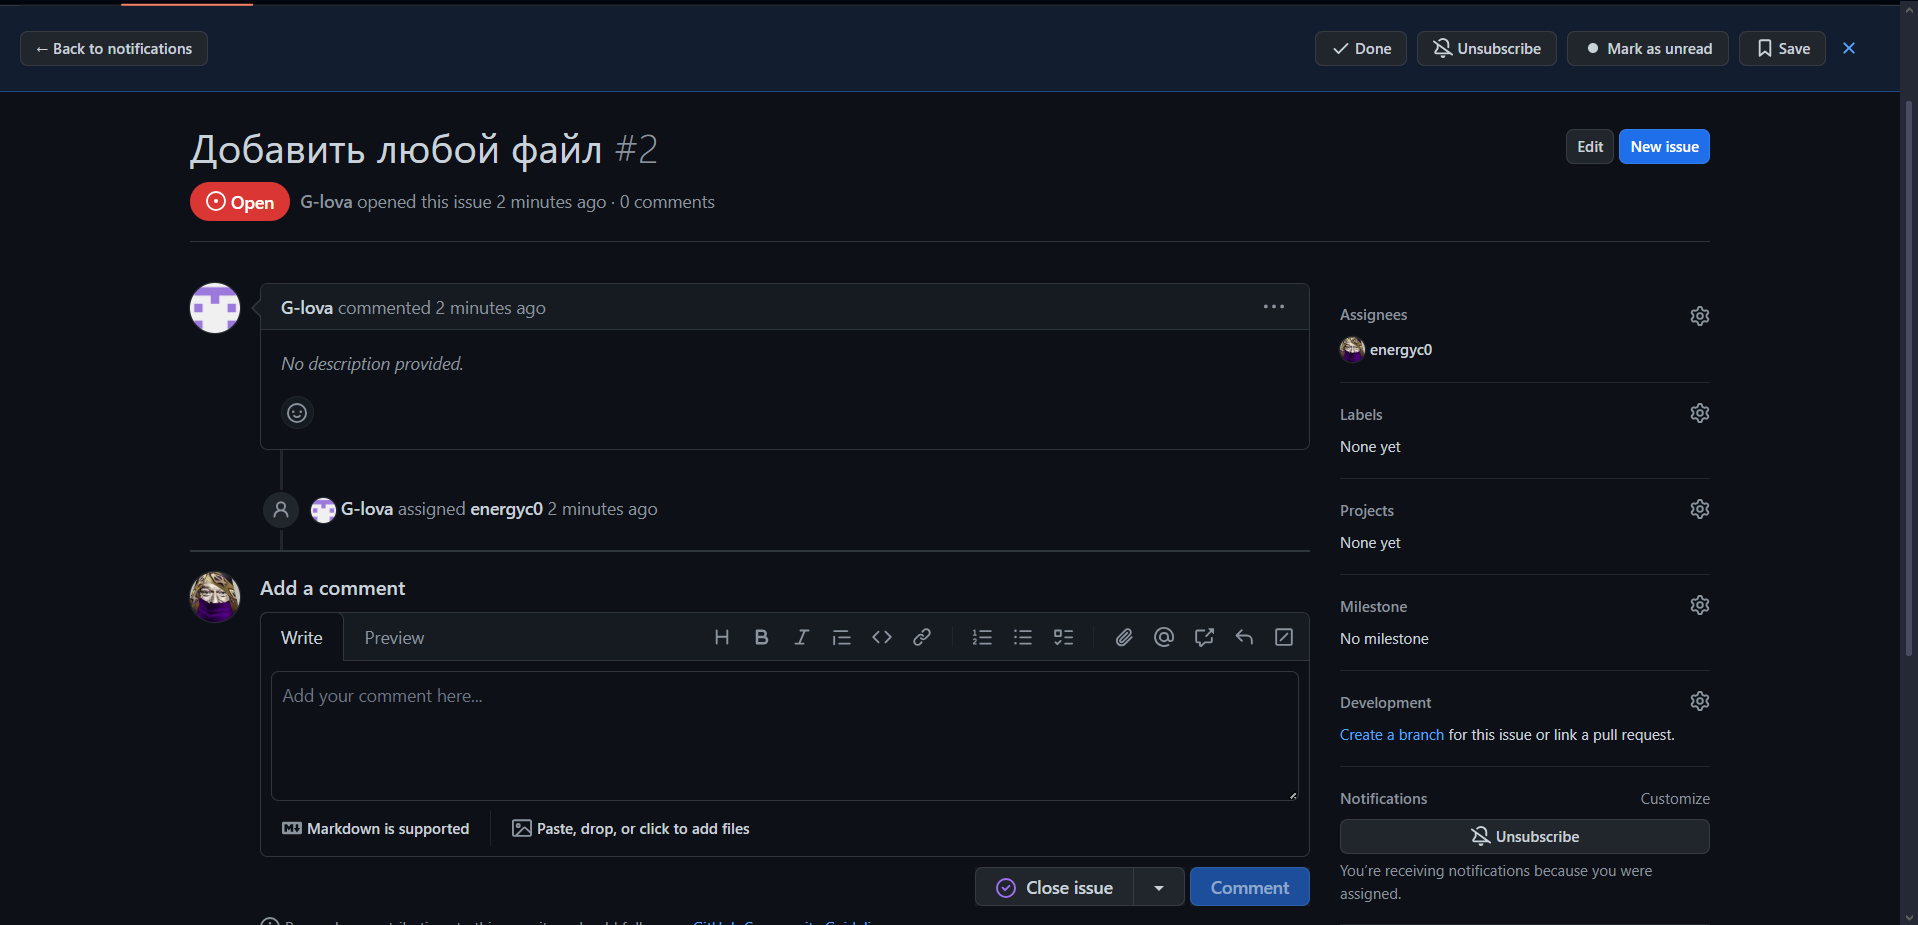 ← Back to notifications
Done
Unsubscribe
Mark as unread
Save
Добавить любой файл #2
Edit
New issue
Open
G-lova opened this issue 2 minutes ago · 0 comments
G-lova commented 2 minutes ago
No description provided.
G-lova assigned energyc0 2 minutes ago
Add a comment
Write
Preview
Add your comment here...
Markdown is supported
Paste, drop, or click to add files
Close issue
Comment
Assignees
energyc0
Labels
None yet
Projects
None yet
Milestone
No milestone
Development
Create a branch for this issue or link a pull request.
Notifications
Customize
Unsubscribe
You're receiving notifications because you were
assigned.